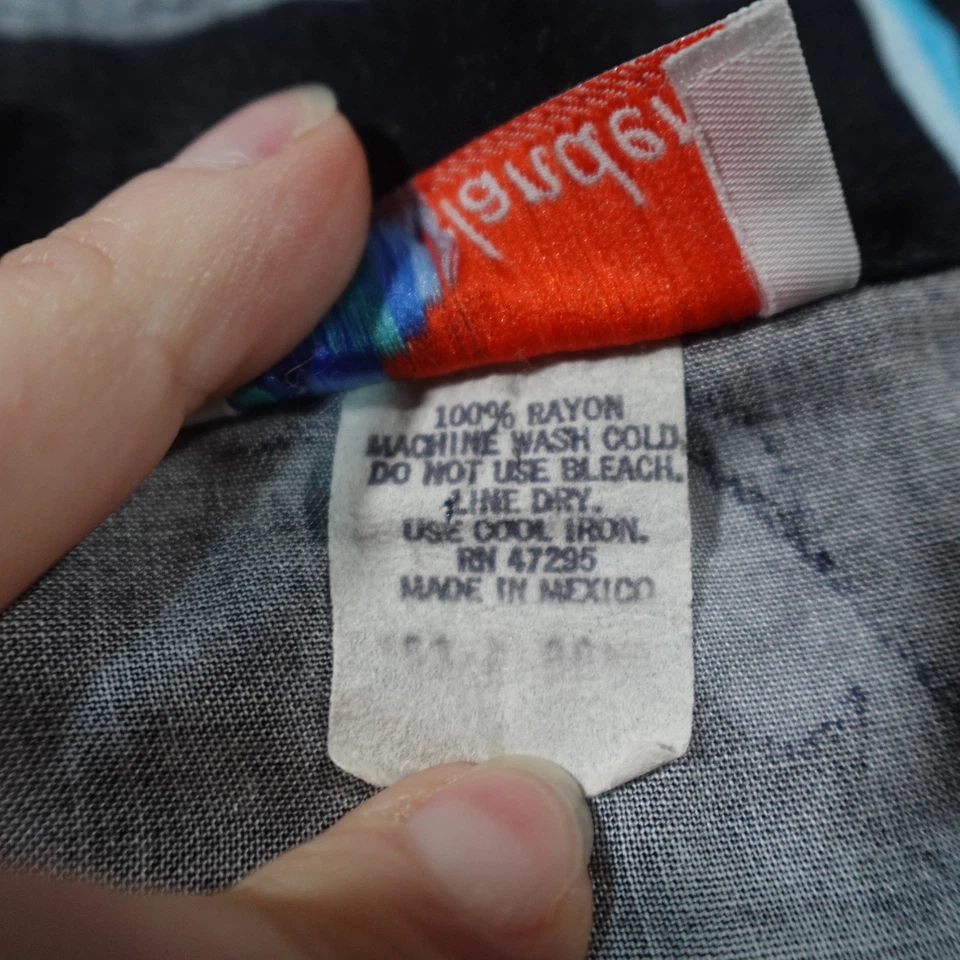 lander
100% RAYON
MACHINE WASH COLD.
DO NOT USE BLEACH.
LINE DRY.
USE COOL IRON.
RN 47295
MADE IN MEXICO